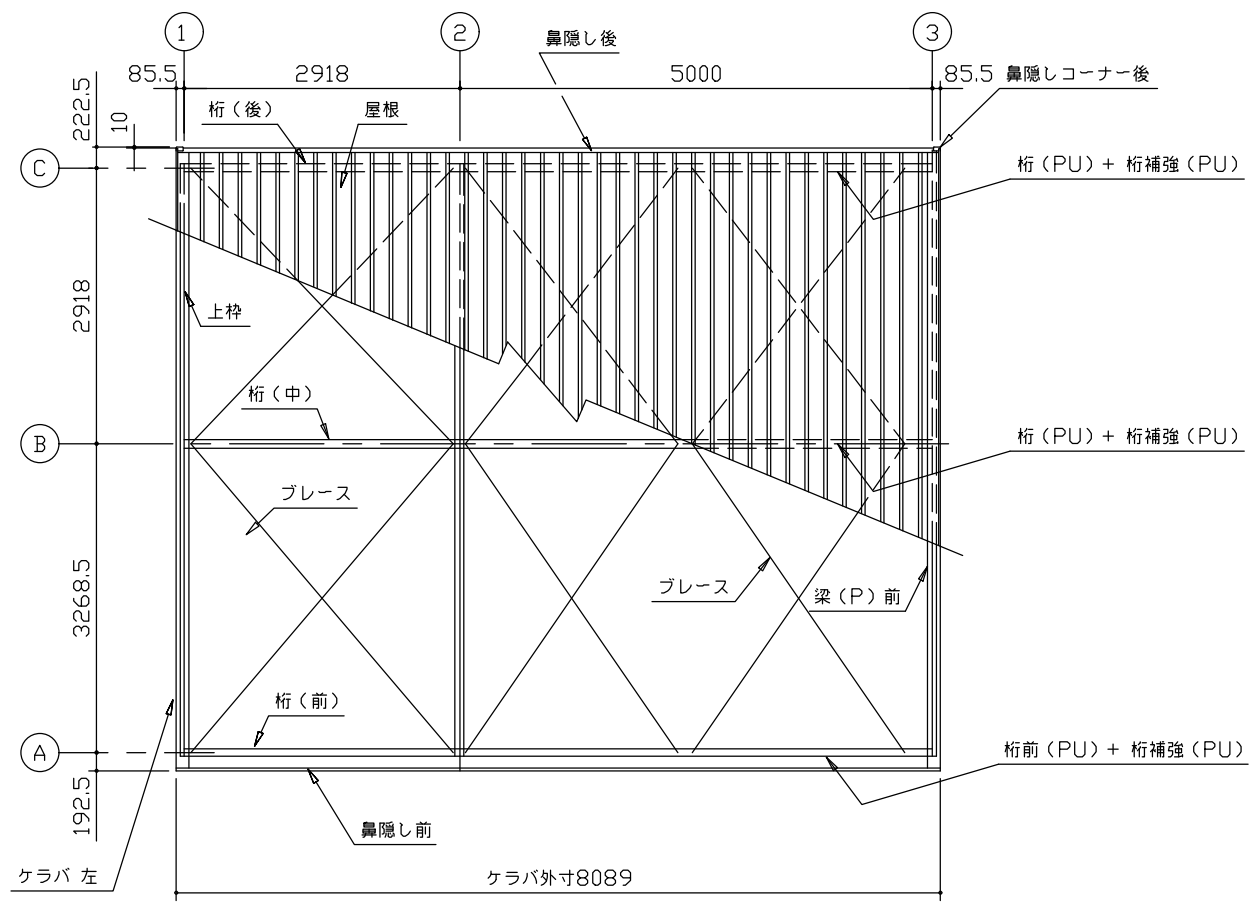 1
2
3
鼻隠し後
85.5
2918
5000
85.5
鼻隠しコーナー後
222.5
10
桁(後)
屋根
C
桁(PU)+ 桁補強(PU)
2918
上枠
桁(中)
B
桁(PU)+ 桁補強(PU)
ブレース
3268.5
ブレース
梁(P)前
桁(前)
A
桁前(PU)+ 桁補強(PU)
192.5
鼻隠し前
ケラバ 左
ケラバ外寸8089